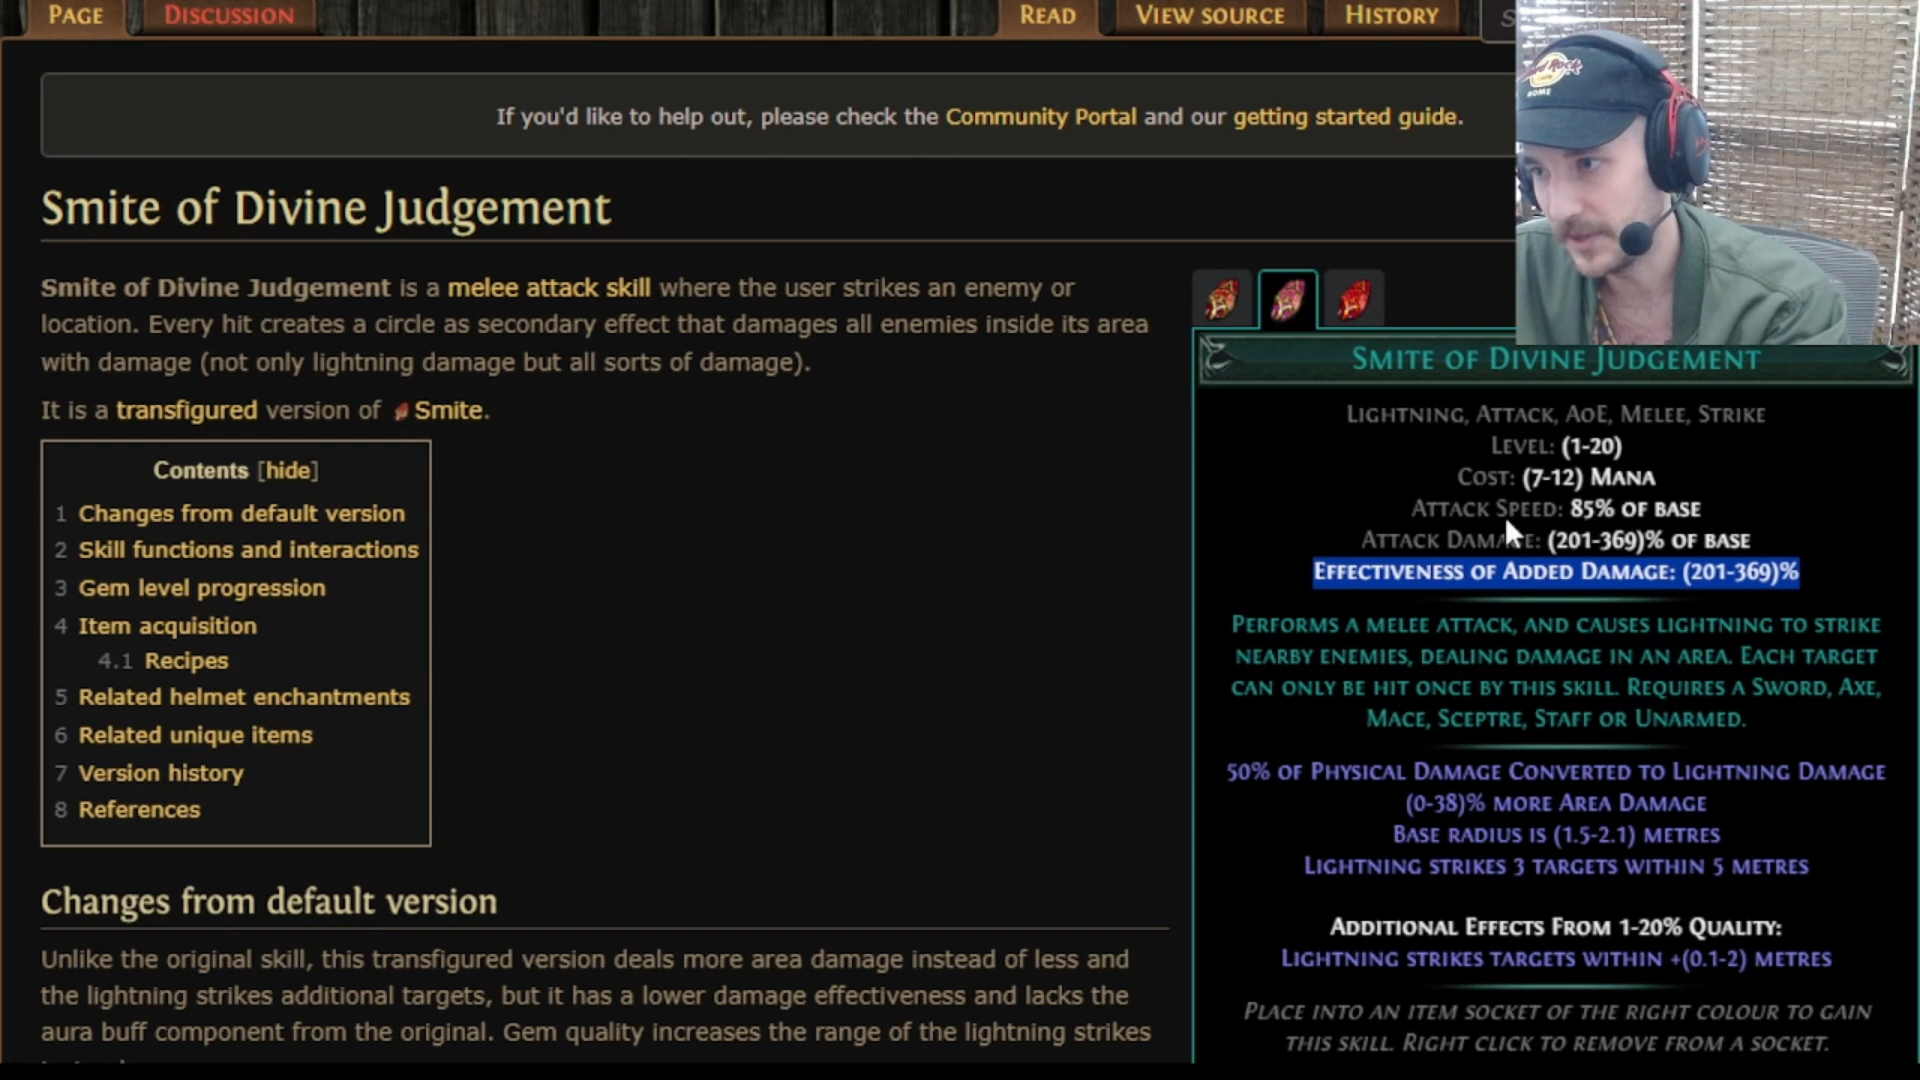 PAGE
DISCUSSION
READ
VIEW SOURCE
HISTORY
If you'd like to help out, please check the Community Portal and our getting started guide.
Smite of Divine Judgement
Smite of Divine Judgement is a melee attack skill where the user strikes an enemy or
location. Every hit creates a circle as secondary effect that damages all enemies inside its area
with damage (not only lightning damage but all sorts of damage).
It is a transfigured version of Smite.
Contents [hide]
1 Changes from default version
2 Skill functions and interactions
3 Gem level progression
4 Item acquisition
4.1 Recipes
5 Related helmet enchantments
6 Related unique items
7 Version history
8 References
Changes from default version
Unlike the original skill, this transfigured version deals more area damage instead of less and
the lightning strikes additional targets, but it has a lower damage effectiveness and lacks the
aura buff component from the original. Gem quality increases the range of the lightning strikes
ROME
SMITE OF DIVINE JUDGEMENT
LIGHTNING, ATTACK, AOE, MELEE, STRIKE
LEVEL: (1-20)
COST: (7-12) MANA
ATTACK SPEED: 85% OF BASE
ATTACK DAMAGE: (201-369)% OF BASE
EFFECTIVENESS OF ADDED DAMAGE: (201-369)%
PERFORMS A MELEE ATTACK, AND CAUSES LIGHTNING TO STRIKE
NEARBY ENEMIES, DEALING DAMAGE IN AN AREA. EACH TARGET
CAN ONLY BE HIT ONCE BY THIS SKILL. REQUIRES A SWORD, AXE,
MACE, SCEPTRE, STAFF OR UNARMED.
50% OF PHYSICAL DAMAGE CONVERTED TO LIGHTNING DAMAGE
(0-38)% MORE AREA DAMAGE
BASE RADIUS IS (1.5-2.1) METRES
LIGHTNING STRIKES 3 TARGETS WITHIN 5 METRES
ADDITIONAL EFFECTS FROM 1-20% QUALITY:
LIGHTNING STRIKES TARGETS WITHIN +(0.1-2) METRES
PLACE INTO AN ITEM SOCKET OF THE RIGHT COLOUR TO GAIN
THIS SKILL. RIGHT CLICK TO REMOVE FROM A SOCKET.